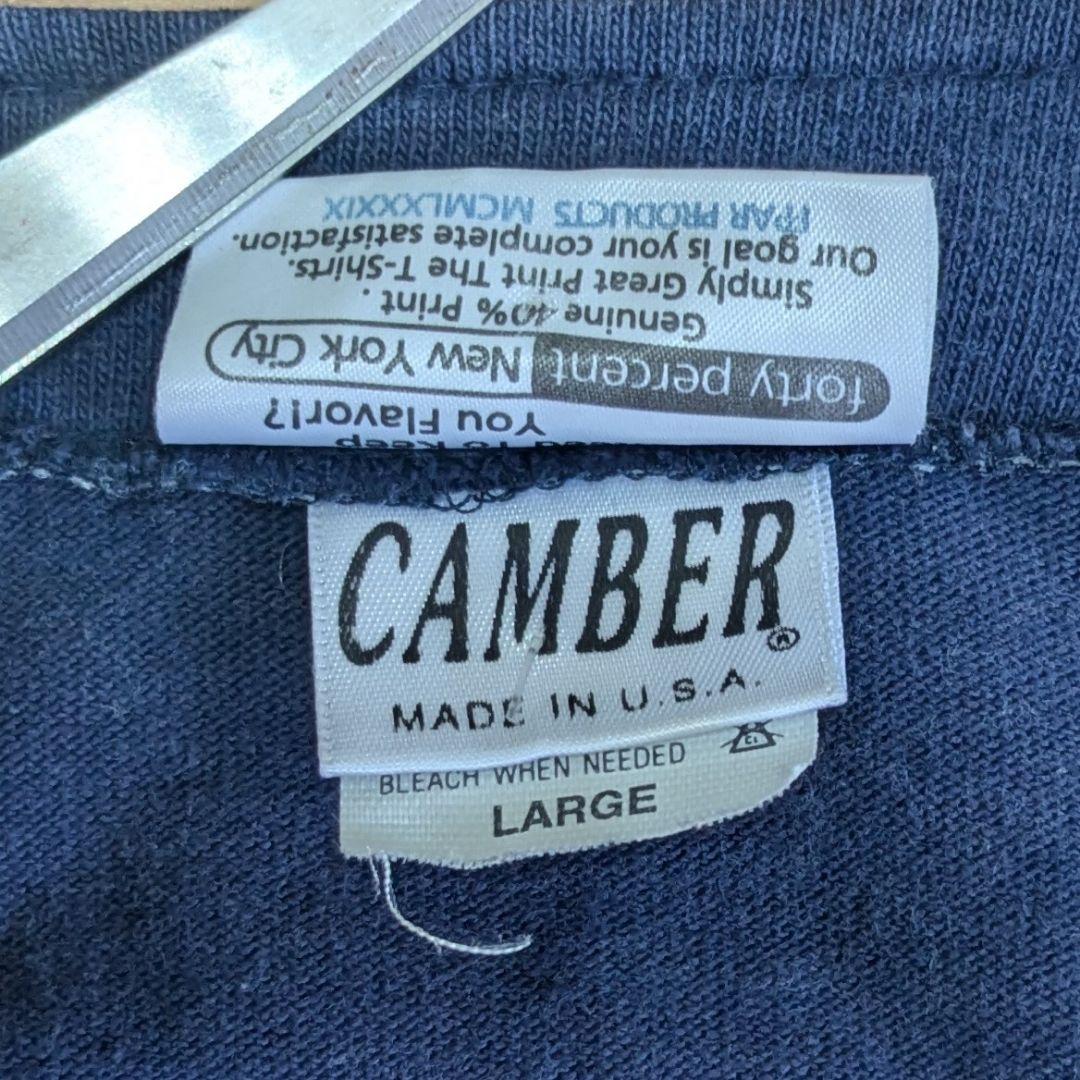 You Flavor!?
forty percent New York City
Genuine 40% Print .
Simply Great Print The T-Shirts.
Our goal is your complete satisfaction.
FPAR PRODUCTS MCMLXXXIX
CAMBER®
MADE IN U.S.A.
BLEACH WHEN NEEDED
LARGE